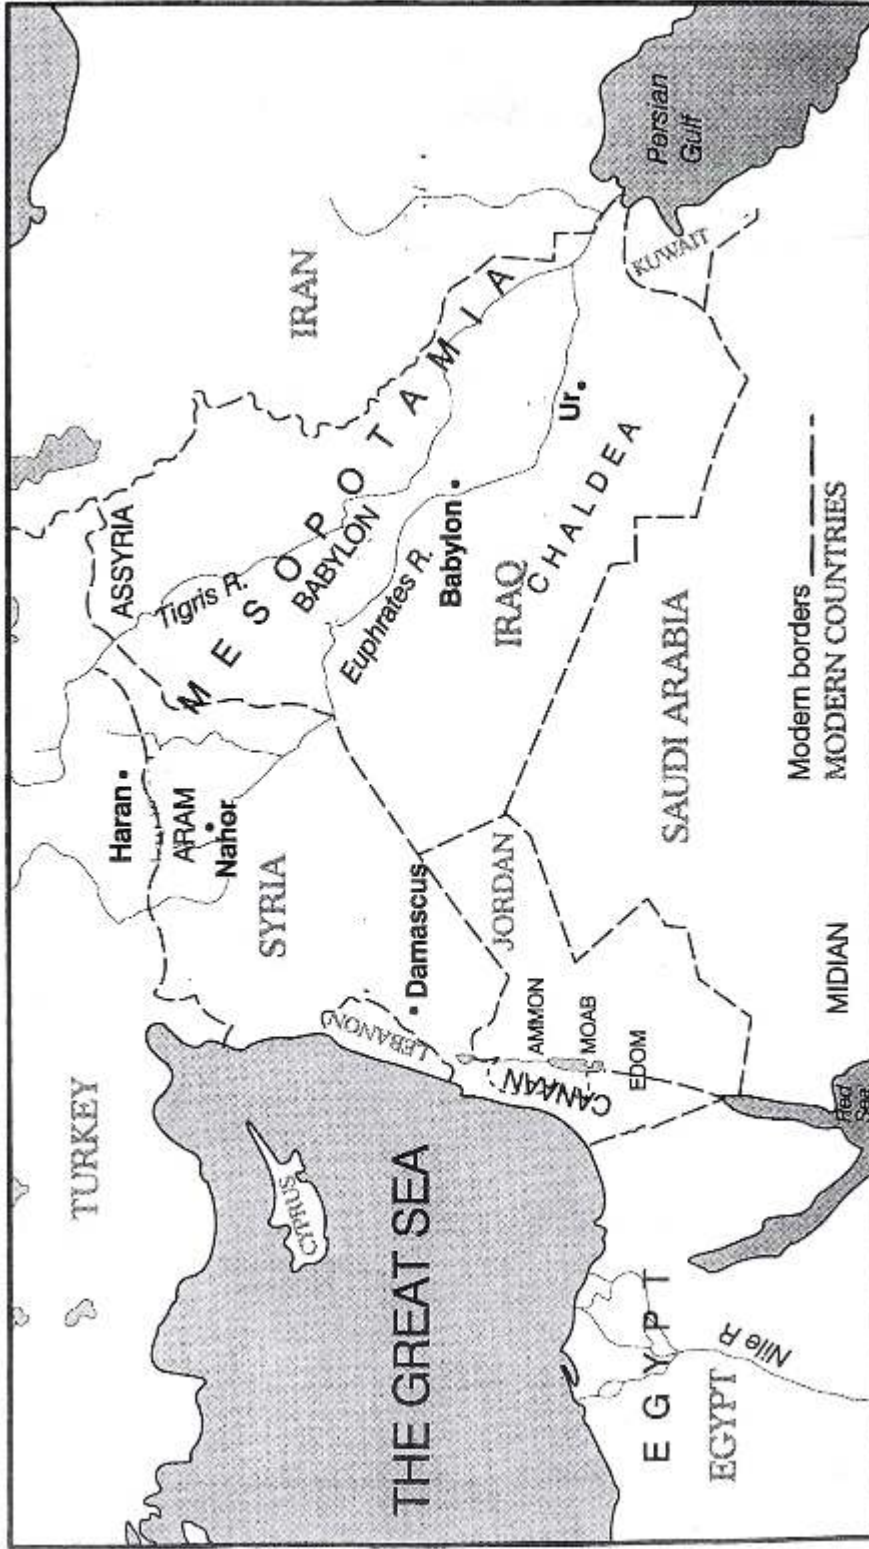 TURKEY
Haran
ARAM
Nahor
ASSYRIA
Tigris R.
MESOPOTAMIA
BABYLON
IRAN
CYPRUS
SYRIA
Euphrates R.
Babylon
LEBANON
Damascus
IRAQ
CHALDEA
Ur
THE GREAT SEA
CANAAN
AMMON
MOAB
EDOM
JORDAN
KUWAIT
Persian
Gulf
EGYPT
EGYPT
Nile R
SAUDI ARABIA
MIDIAN
Red
Sea
Modern borders
MODERN COUNTRIES